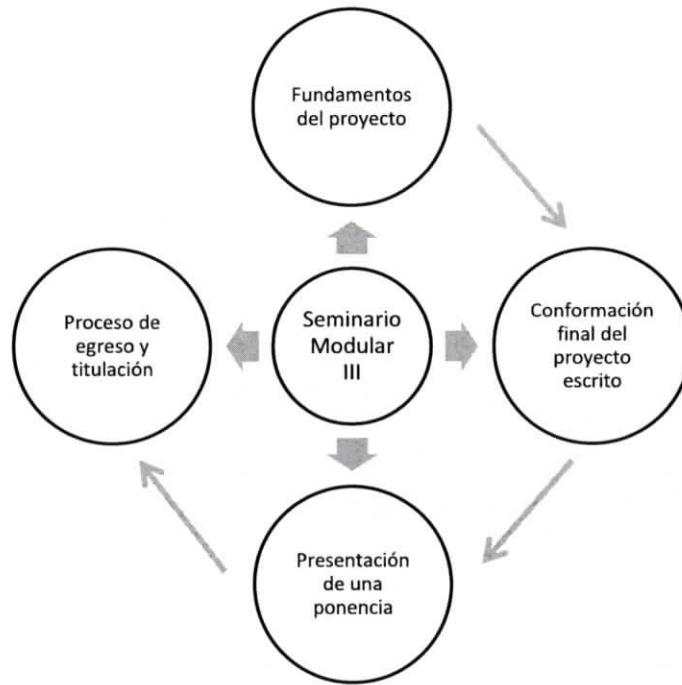 Fundamentos
del proyecto
Proceso de
egreso y
titulación
Seminario
Modular
III
Conformación
final del
proyecto
escrito
Presentación
de una
ponencia